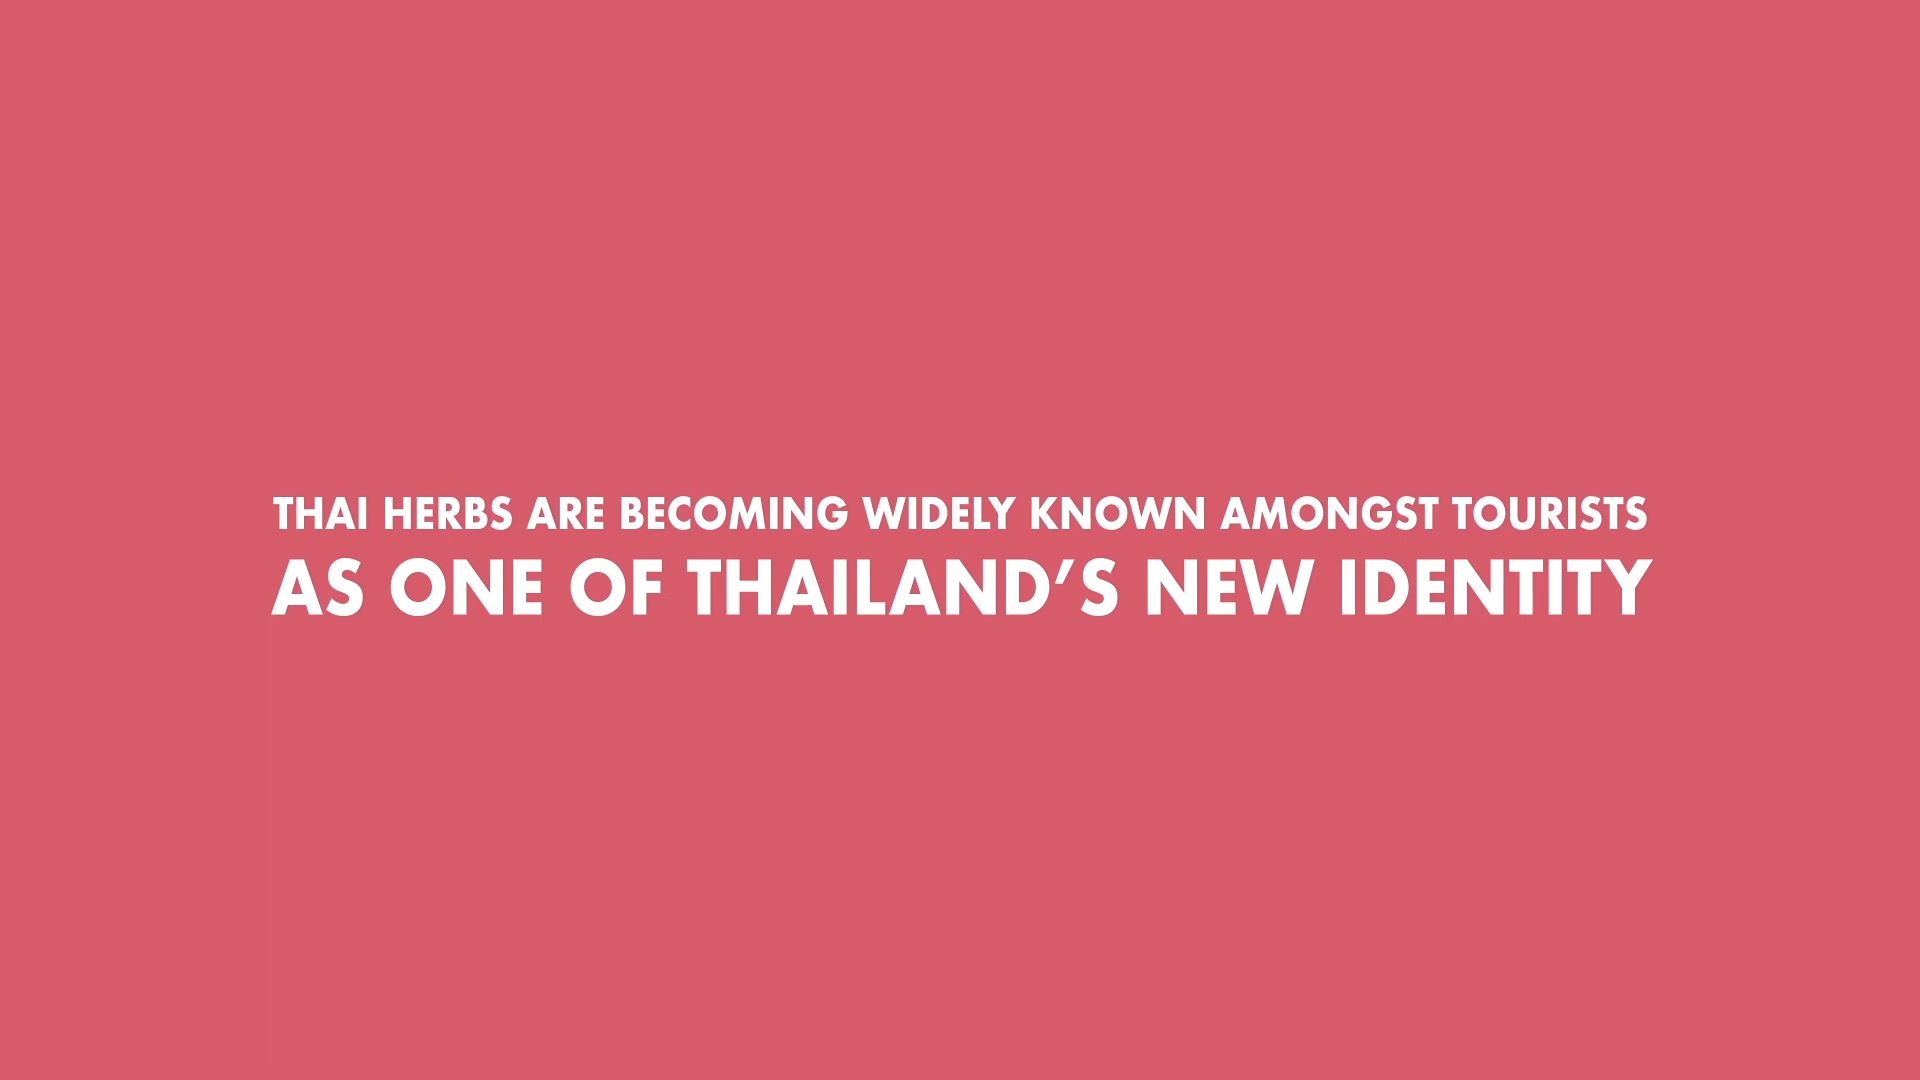 THAI HERBS ARE BECOMING WIDELY KNOWN AMONGST TOURISTS
AS ONE OF THAILAND’S NEW IDENTITY